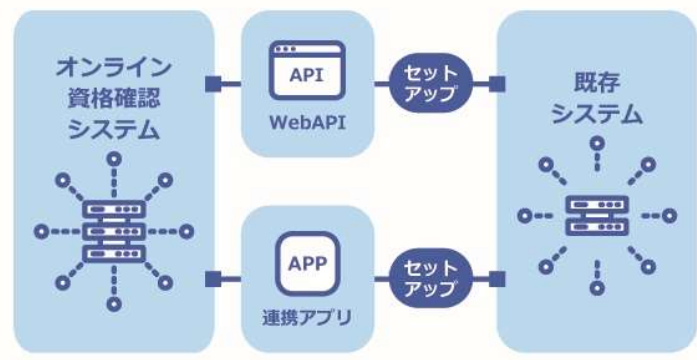 オンライン
資格確認
システム
API
WebAPI
セット
アップ
既存
システム
APP
連携アプリ
セット
アップ